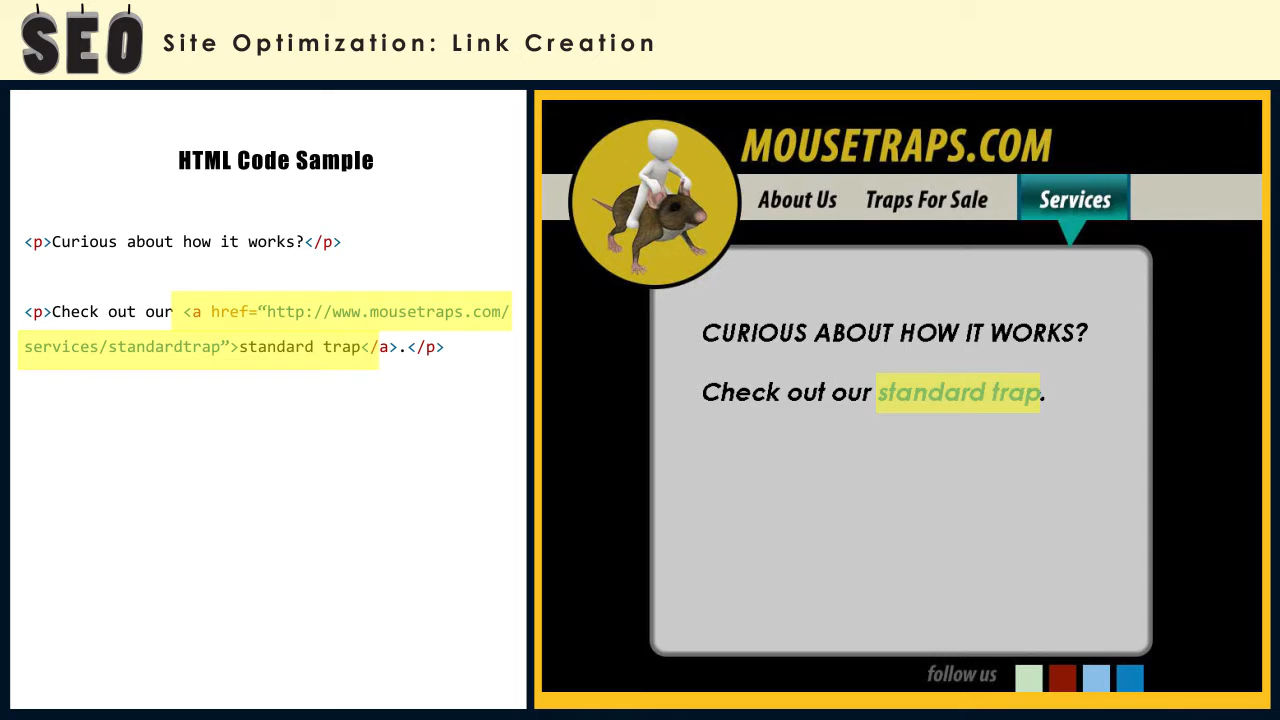 SEO Site Optimization: Link Creation
HTML Code Sample
<p>Curious about how it works?</p>
<p>Check out our <a href=“http://www.mousetraps.com/
services/standardtrap”>standard trap</a>.</p>
MOUSETRAPS.COM
About Us Traps For Sale Services
CURIOUS ABOUT HOW IT WORKS?
Check out our standard trap.
follow us